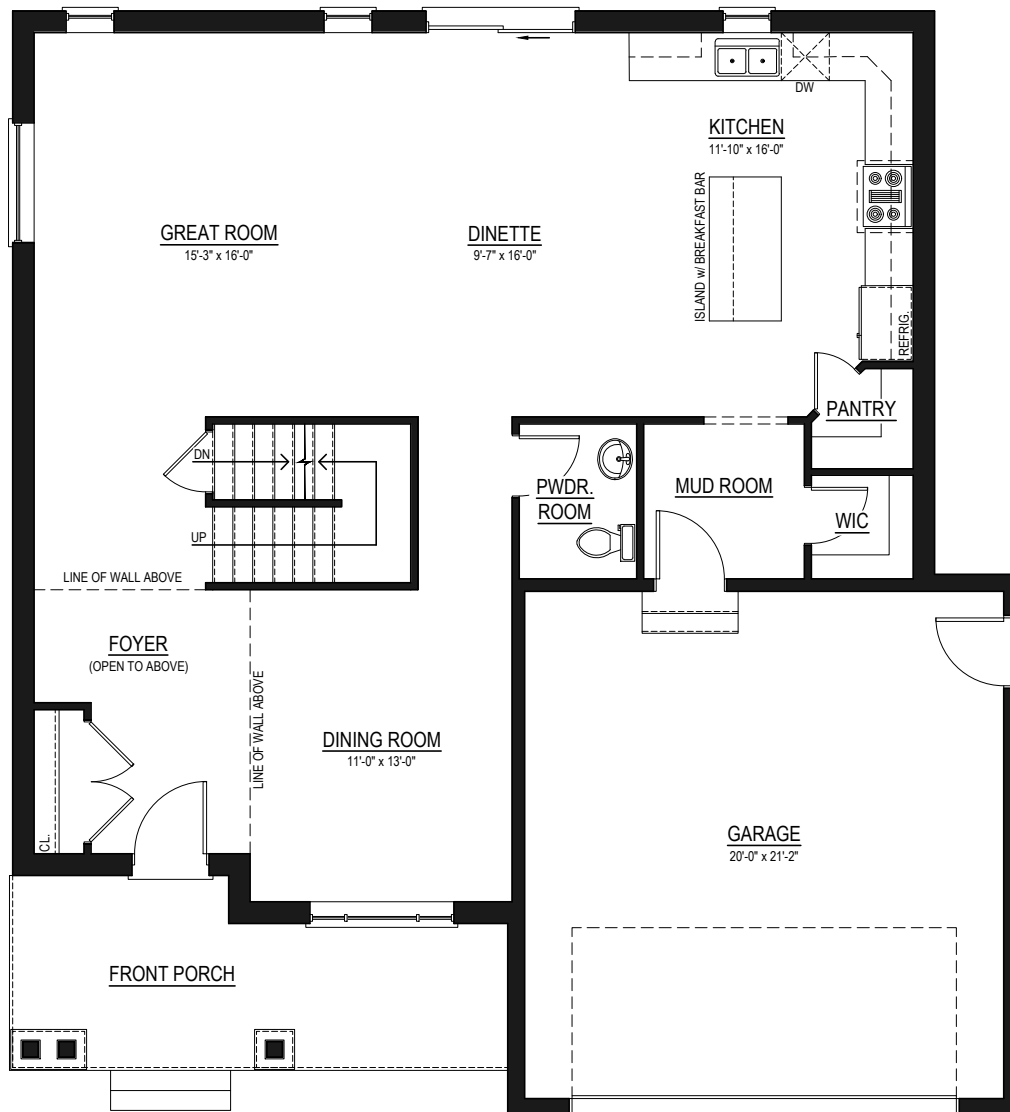 DW
KITCHEN
11'-10" x 16'-0"
ISLAND w/ BREAKFAST BAR
GREAT ROOM
15'-3" x 16'-0"
DINETTE
9'-7" x 16'-0"
REFRIG.
PANTRY
DN
UP
PWDR.
ROOM
MUD ROOM
WIC
LINE OF WALL ABOVE
FOYER
(OPEN TO ABOVE)
LINE OF WALL ABOVE
DINING ROOM
11'-0" x 13'-0"
CL.
GARAGE
20'-0" x 21'-2"
FRONT PORCH